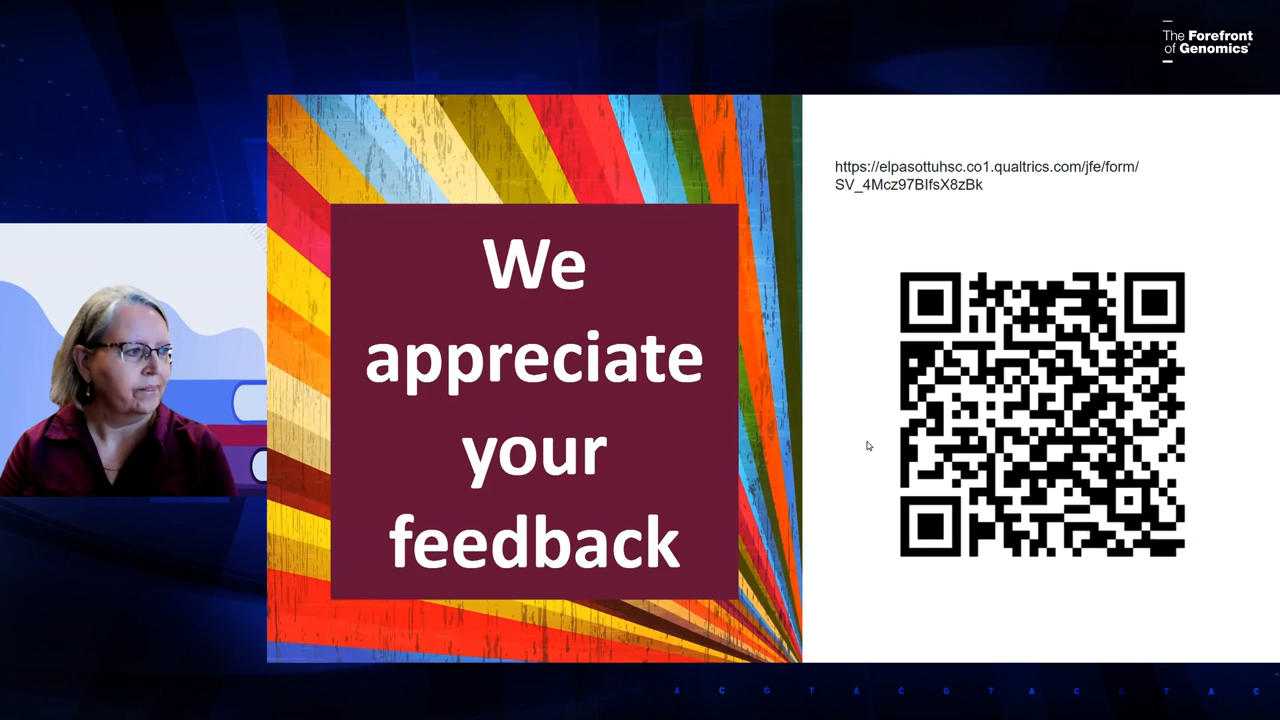 The Forefront
of Genomics®
https://elpasottuhsc.co1.qualtrics.com/jfe/form/
SV_4Mcz97BIfsX8zBk
We
appreciate
your
feedback
A C G T A C G T A C G T A C